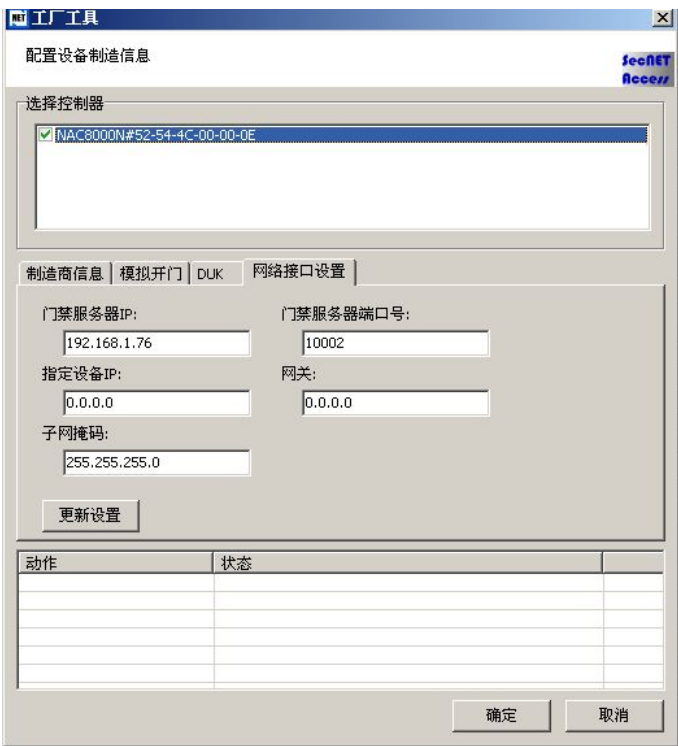 NET 工厂工具
配置设备制造信息
SecNET
Access
选择控制器
NAC8000N#52-54-4C-00-00-0E
制造商信息 模拟开门 DUK 网络接口设置
门禁服务器IP: 门禁服务器端口号:
192.168.1.76 10002
指定设备IP: 网关:
0.0.0.0 0.0.0.0
子网掩码:
255.255.255.0
更新设置
动作 状态
确定 取消